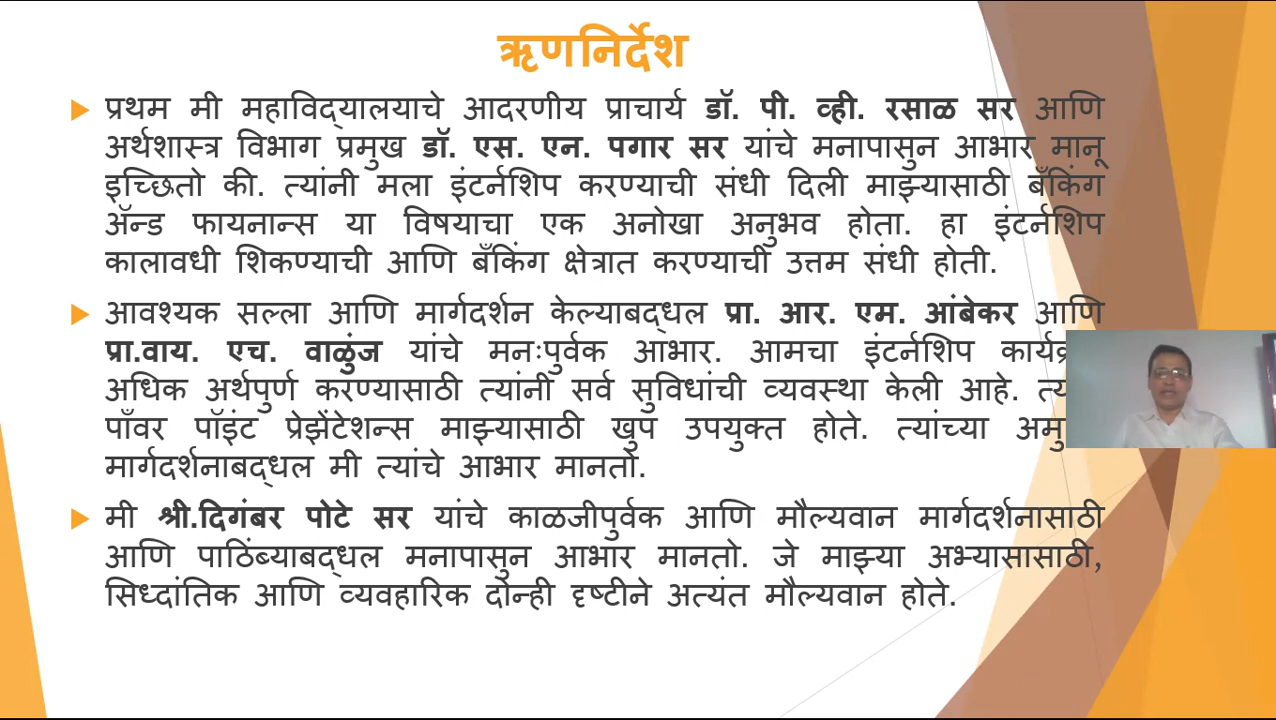 ऋणनिर्देश
प्रथम मी महाविद्यालयाचे आदरणीय प्राचार्य डॉ. पी. व्ही. रसाळ सर आणि
अर्थशास्त्र विभाग प्रमुख डॉ. एस. एन. पगार सर यांचे मनापासुन आभार मानू
इच्छितो की. त्यांनी मला इंटर्नशिप करण्याची संधी दिली माझ्यासाठी बँकिंग
ॲन्ड फायनान्स या विषयाचा एक अनोखा अनुभव होता. हा इंटर्नशिप
कालावधी शिकण्याची आणि बँकिंग क्षेत्रात करण्याची उत्तम संधी होती.
आवश्यक सल्ला आणि मार्गदर्शन केल्याबद्धल प्रा. आर. एम. आंबेकर आणि
प्रा.वाय. एच. वाळुंज यांचे मनःपुर्वक आभार. आमचा इंटर्नशिप
अधिक अर्थपुर्ण करण्यासाठी त्यांनी सर्व सुविधांची व्यवस्था केली आहे.
पाँवर पॉइंट प्रेझेंटेशन्स माझ्यासाठी खुप उपयुक्त होते. त्यांच्या
मार्गदर्शनाबद्धल मी त्यांचे आभार मानतो.
मी श्री.दिगंबर पोटे सर यांचे काळजीपुर्वक आणि मौल्यवान मार्गदर्शनासाठी
आणि पाठिंब्याबद्धल मनापासुन आभार मानतो. जे माझ्या अभ्यासासाठी,
सिध्दांतिक आणि व्यवहारिक दोन्ही दृष्टीने अत्यंत मौल्यवान होते.